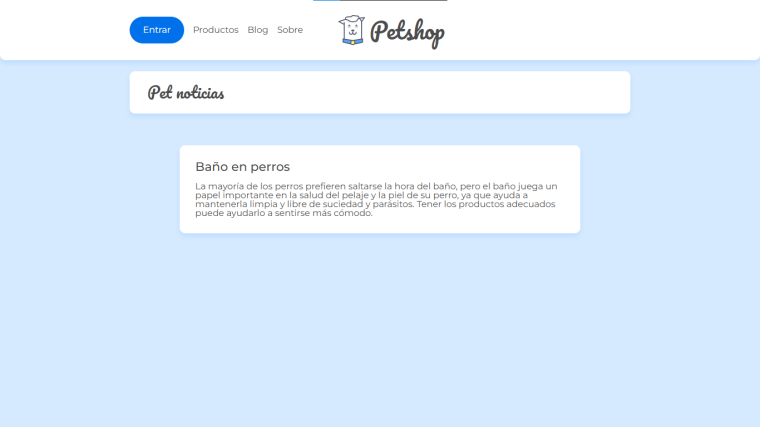 Entrar Productos Blog Sobre Petshop
Pet noticias
Baño en perros
La mayoría de los perros prefieren saltarse la hora del baño, pero el baño juega un
papel importante en la salud del pelaje y la piel de su perro, ya que ayuda a
mantenerla limpia y libre de suciedad y parásitos. Tener los productos adecuados
puede ayudarlo a sentirse más cómodo.